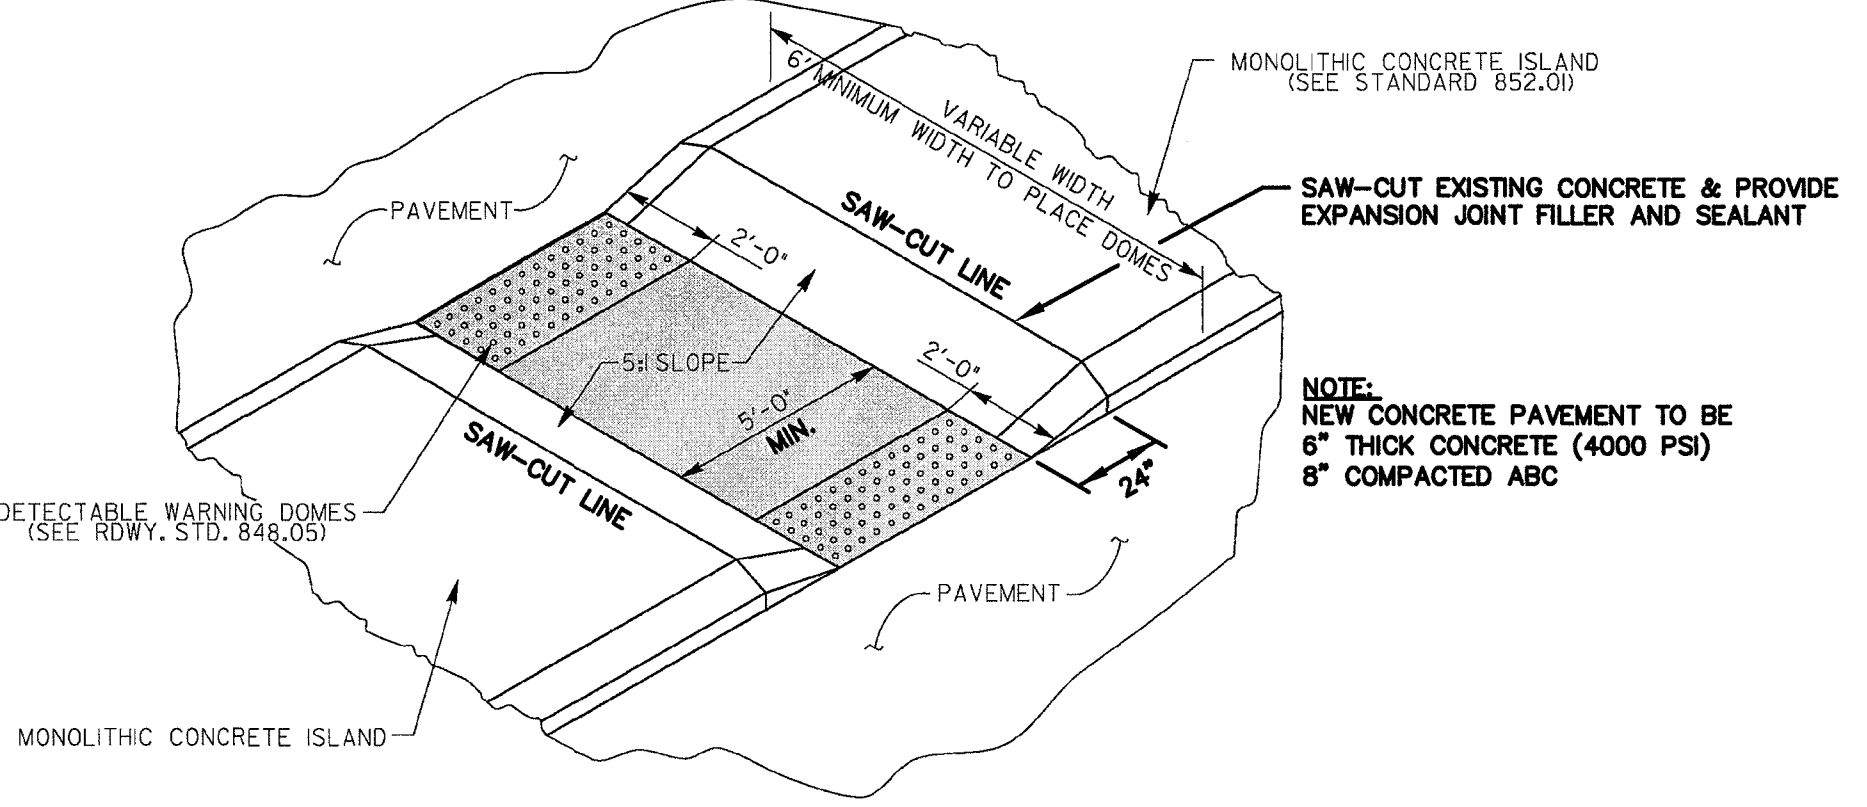 MONOLITHIC CONCRETE ISLAND
(SEE STANDARD 852.01)
VARIABLE WIDTH
6' MINIMUM WIDTH TO PLACE DOMES
SAW-CUT EXISTING CONCRETE & PROVIDE
EXPANSION JOINT FILLER AND SEALANT
PAVEMENT
SAW-CUT LINE
2'-0"
5:1 SLOPE
2'-0"
5'-0"
MIN.
NOTE:
NEW CONCRETE PAVEMENT TO BE
6" THICK CONCRETE (4000 PSI)
8" COMPACTED ABC
24"
SAW-CUT LINE
DETECTABLE WARNING DOMES
(SEE RDWY. STD. 848.05)
PAVEMENT
MONOLITHIC CONCRETE ISLAND